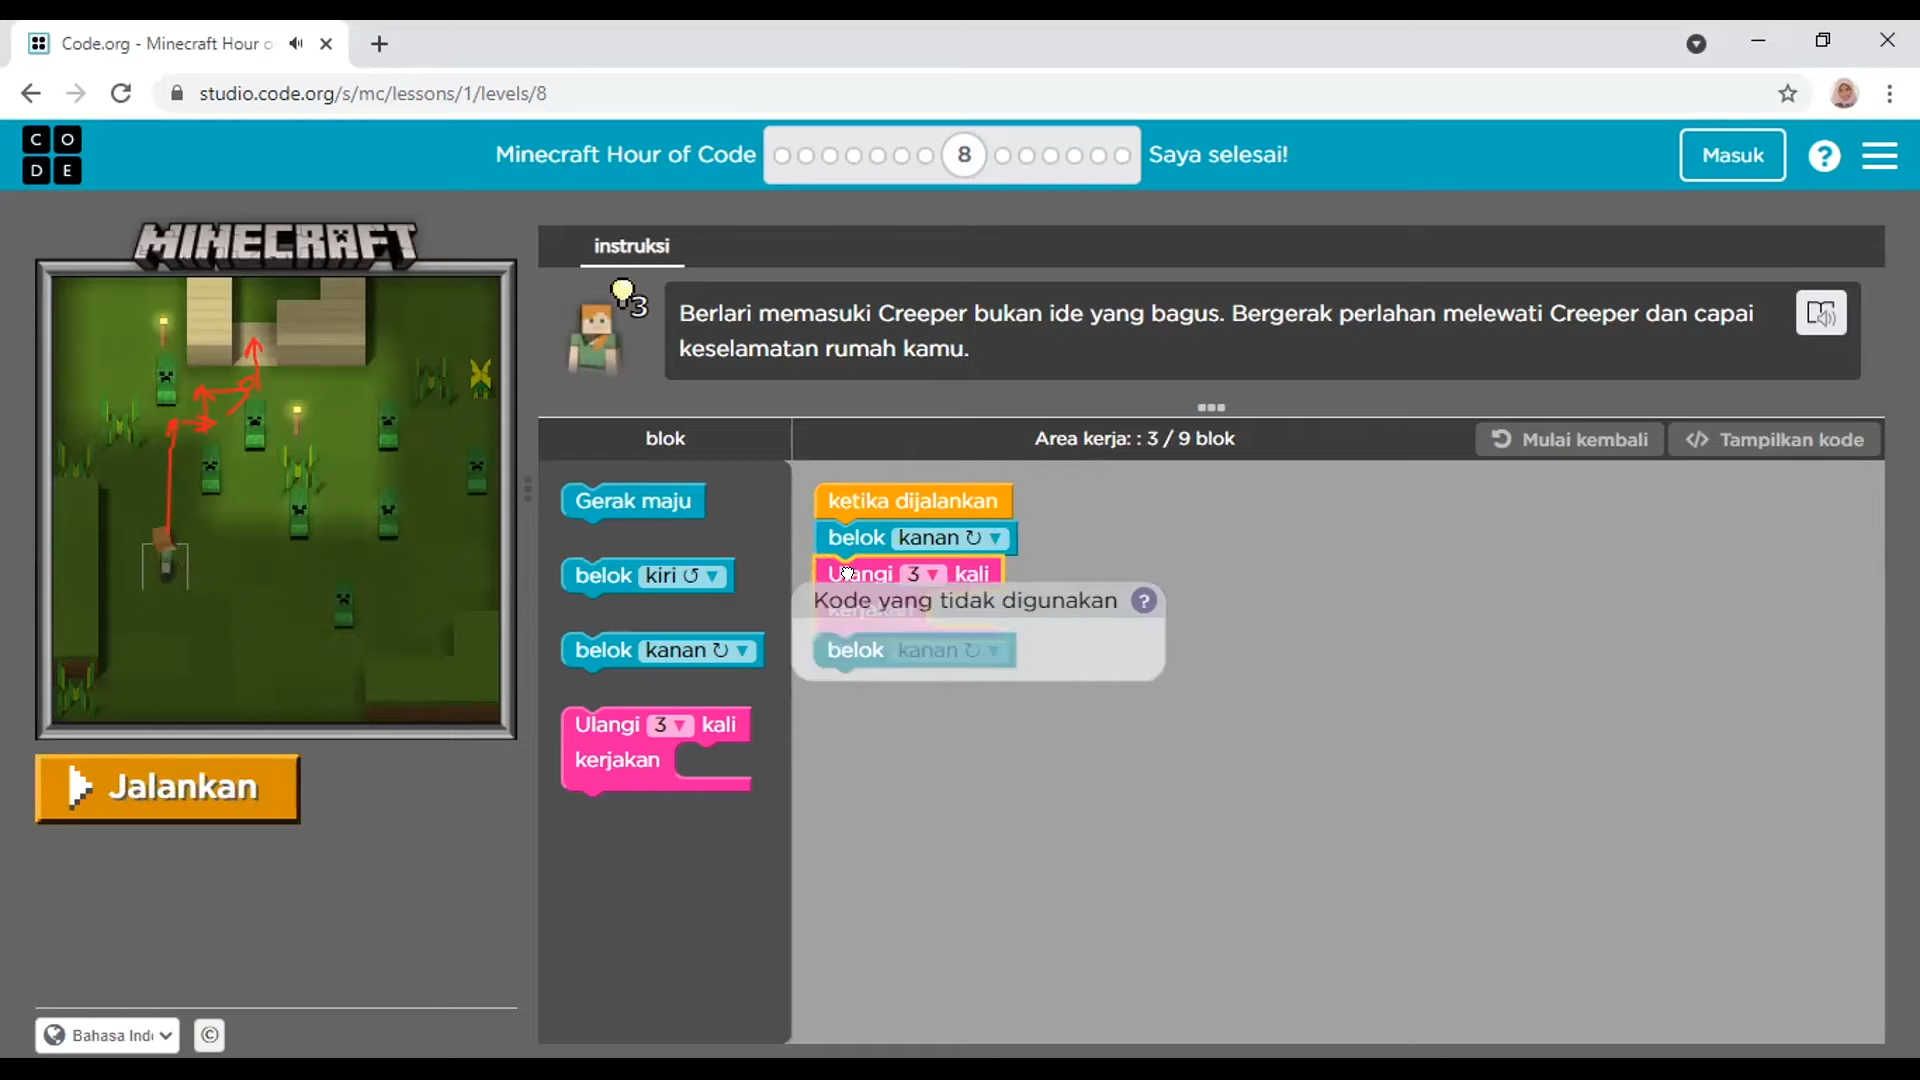 Code.org - Minecraft Hour o
studio.code.org/s/mc/lessons/1/levels/8
C O
D E
Minecraft Hour of Code
8
Saya selesai!
Masuk
?
MINECRAFT
instruksi
3
Berlari memasuki Creeper bukan ide yang bagus. Bergerak perlahan melewati Creeper dan capai
keselamatan rumah kamu.
blok
Area kerja: : 3 / 9 blok
Mulai kembali
</> Tampilkan kode
Gerak maju
belok kiri ↺ ▼
belok kanan ↻ ▼
Ulangi 3 ▼ kali
kerjakan
ketika dijalankan
belok kanan ↻ ▼
Ulangi 3 ▼ kali
kerjakan
Kode yang tidak digunakan ?
belok kanan ↻ ▼
Jalankan
Bahasa Ind
©